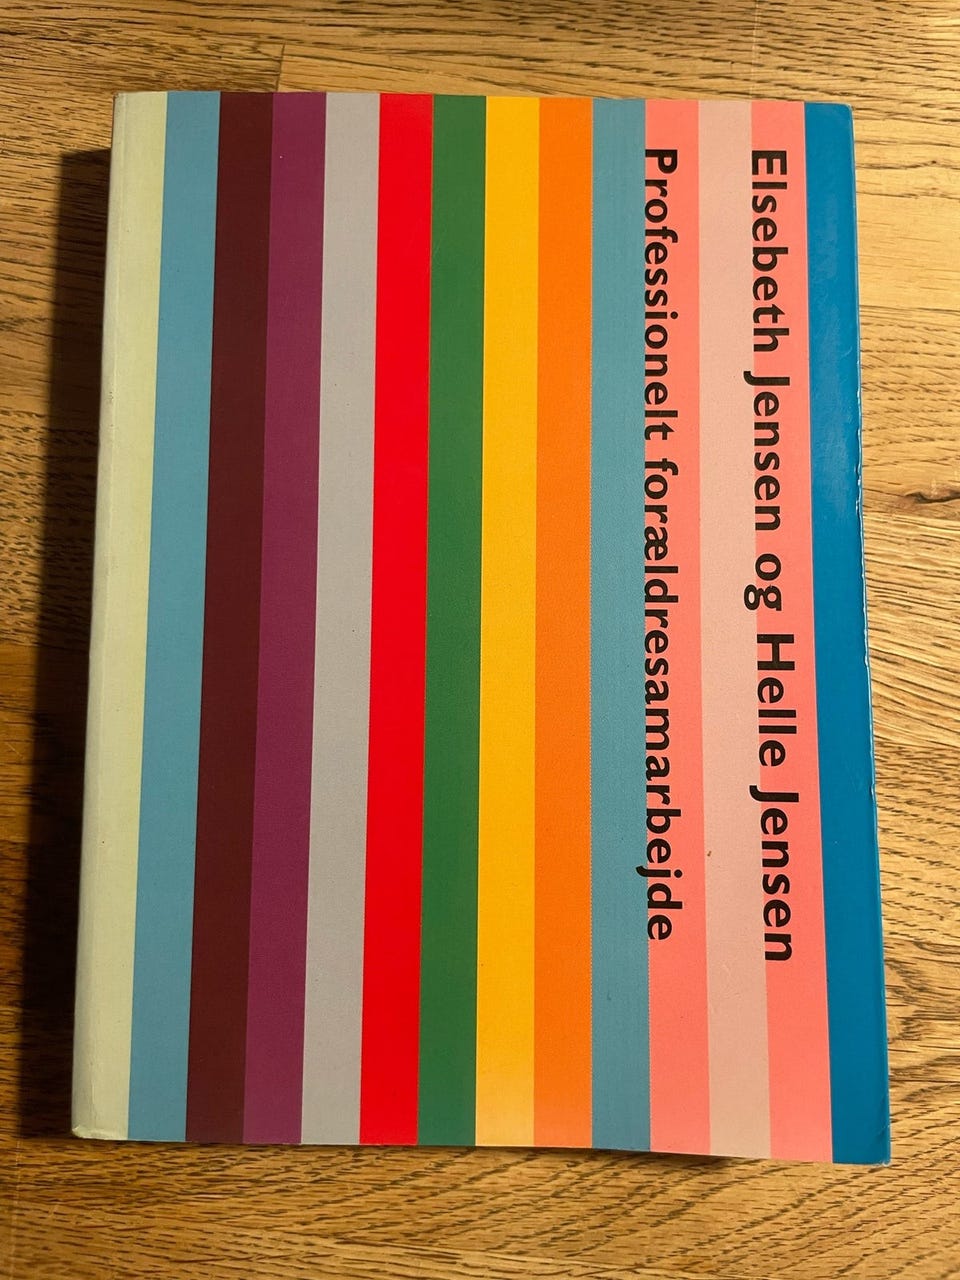 Elsebeth Jensen og Helle Jensen
Professionelt forældresamarbejde